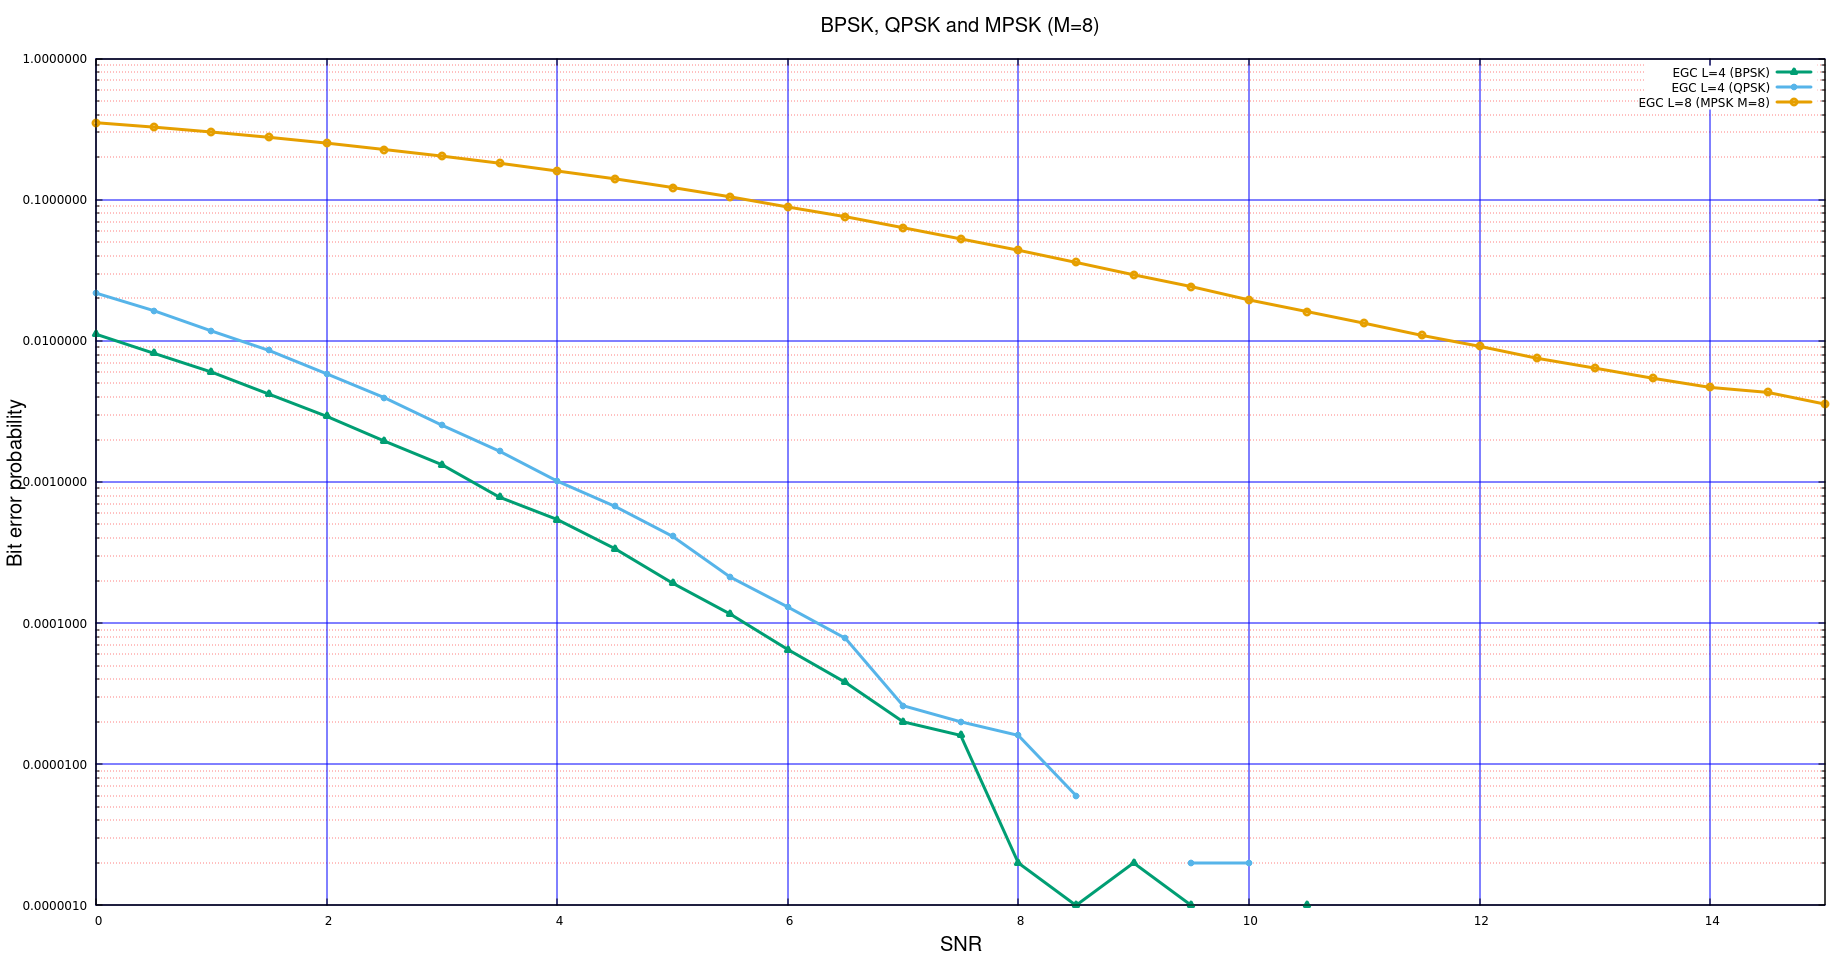 BPSK, QPSK and MPSK (M=8)
EGC L=4 (BPSK)
EGC L=4 (QPSK)
EGC L=8 (MPSK M=8)
1.0000000
0.1000000
0.0100000
0.0010000
0.0001000
0.0000100
0.0000010
Bit error probability
0 2 4 6 8 10 12 14
SNR